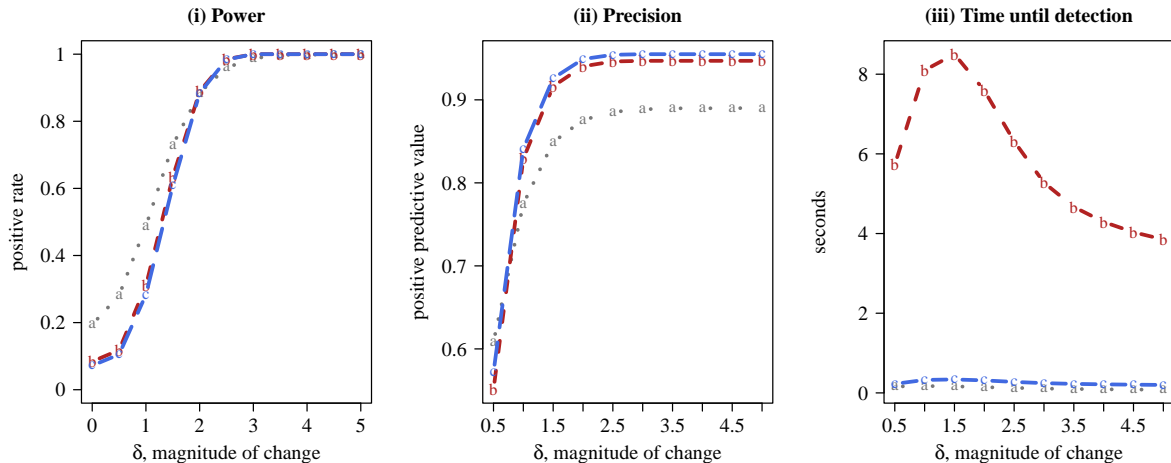 (i) Power
positive rate
1
0.8
0.6
0.4
0.2
0
a a a a a a a a a a a
b b b b b b b b b b b
c c c c c c c c c c c
0 1 2 3 4 5
δ, magnitude of change
(ii) Precision
positive predictive value
0.9
0.8
0.7
0.6
a a a a a a a a a a
b b b b b b b b b b
c c c c c c c c c c
0.5 1.5 2.5 3.5 4.5
δ, magnitude of change
(iii) Time until detection
seconds
8
6
4
2
0
b b b b b b b b b b
c c c c c c c c c c
a a a a a a a a a a
0.5 1.5 2.5 3.5 4.5
δ, magnitude of change